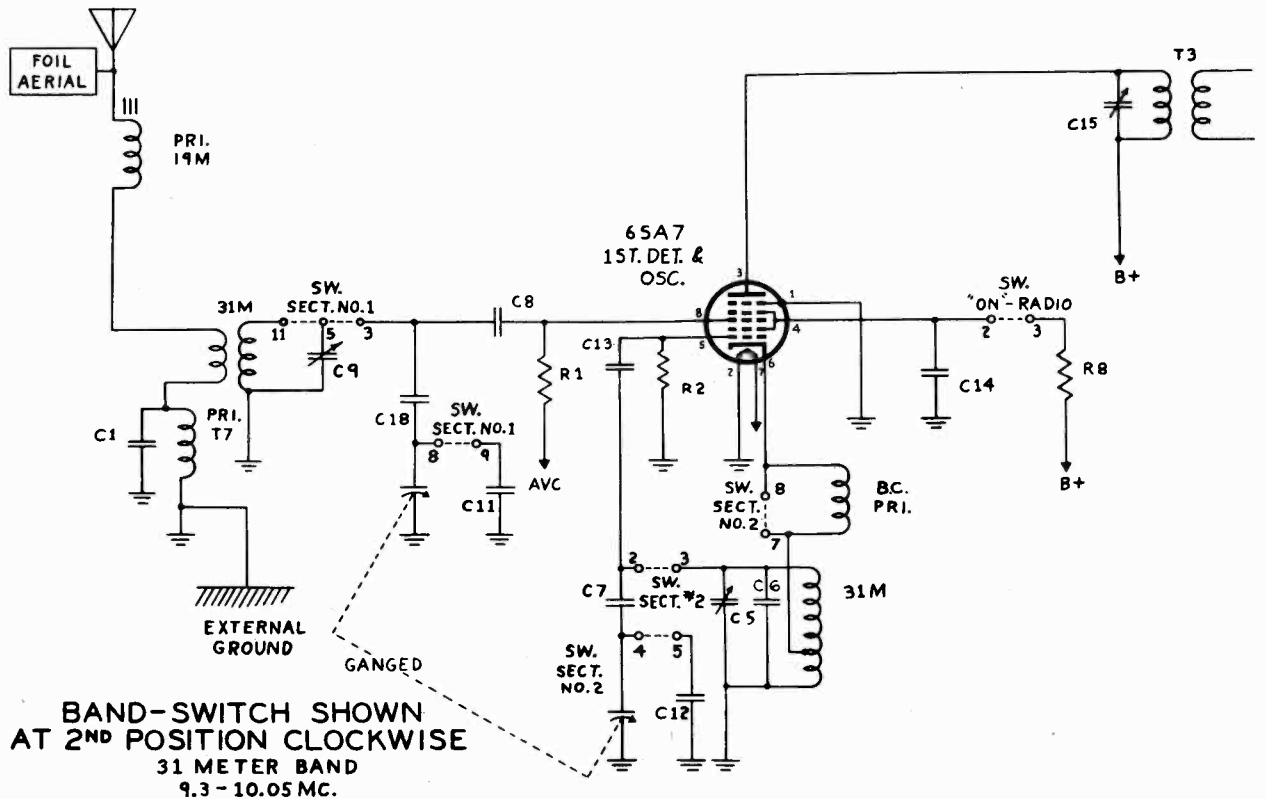 FOIL
AERIAL
PRI.
19M
T3
C15
B+
6SA7
1ST. DET. &
OSC.
3
1
8
4
5
6
2
7
SW.
"ON"-RADIO
2
3
R8
C14
B+
31M
SW.
SECT. NO.1
11
5
3
C9
C8
C13
R1
R2
C18
SW.
SECT. NO.1
8
9
C11
AVC
C1
PRI.
T7
SW.
SECT.
NO.2
8
7
B.C.
PRI.
EXTERNAL
GROUND
GANGED
C7
2
3
SW.
SECT. #2
C5
C6
31M
4
5
SW.
SECT.
NO.2
C12
BAND-SWITCH SHOWN
AT 2ND POSITION CLOCKWISE
31 METER BAND
9.3-10.05 MC.